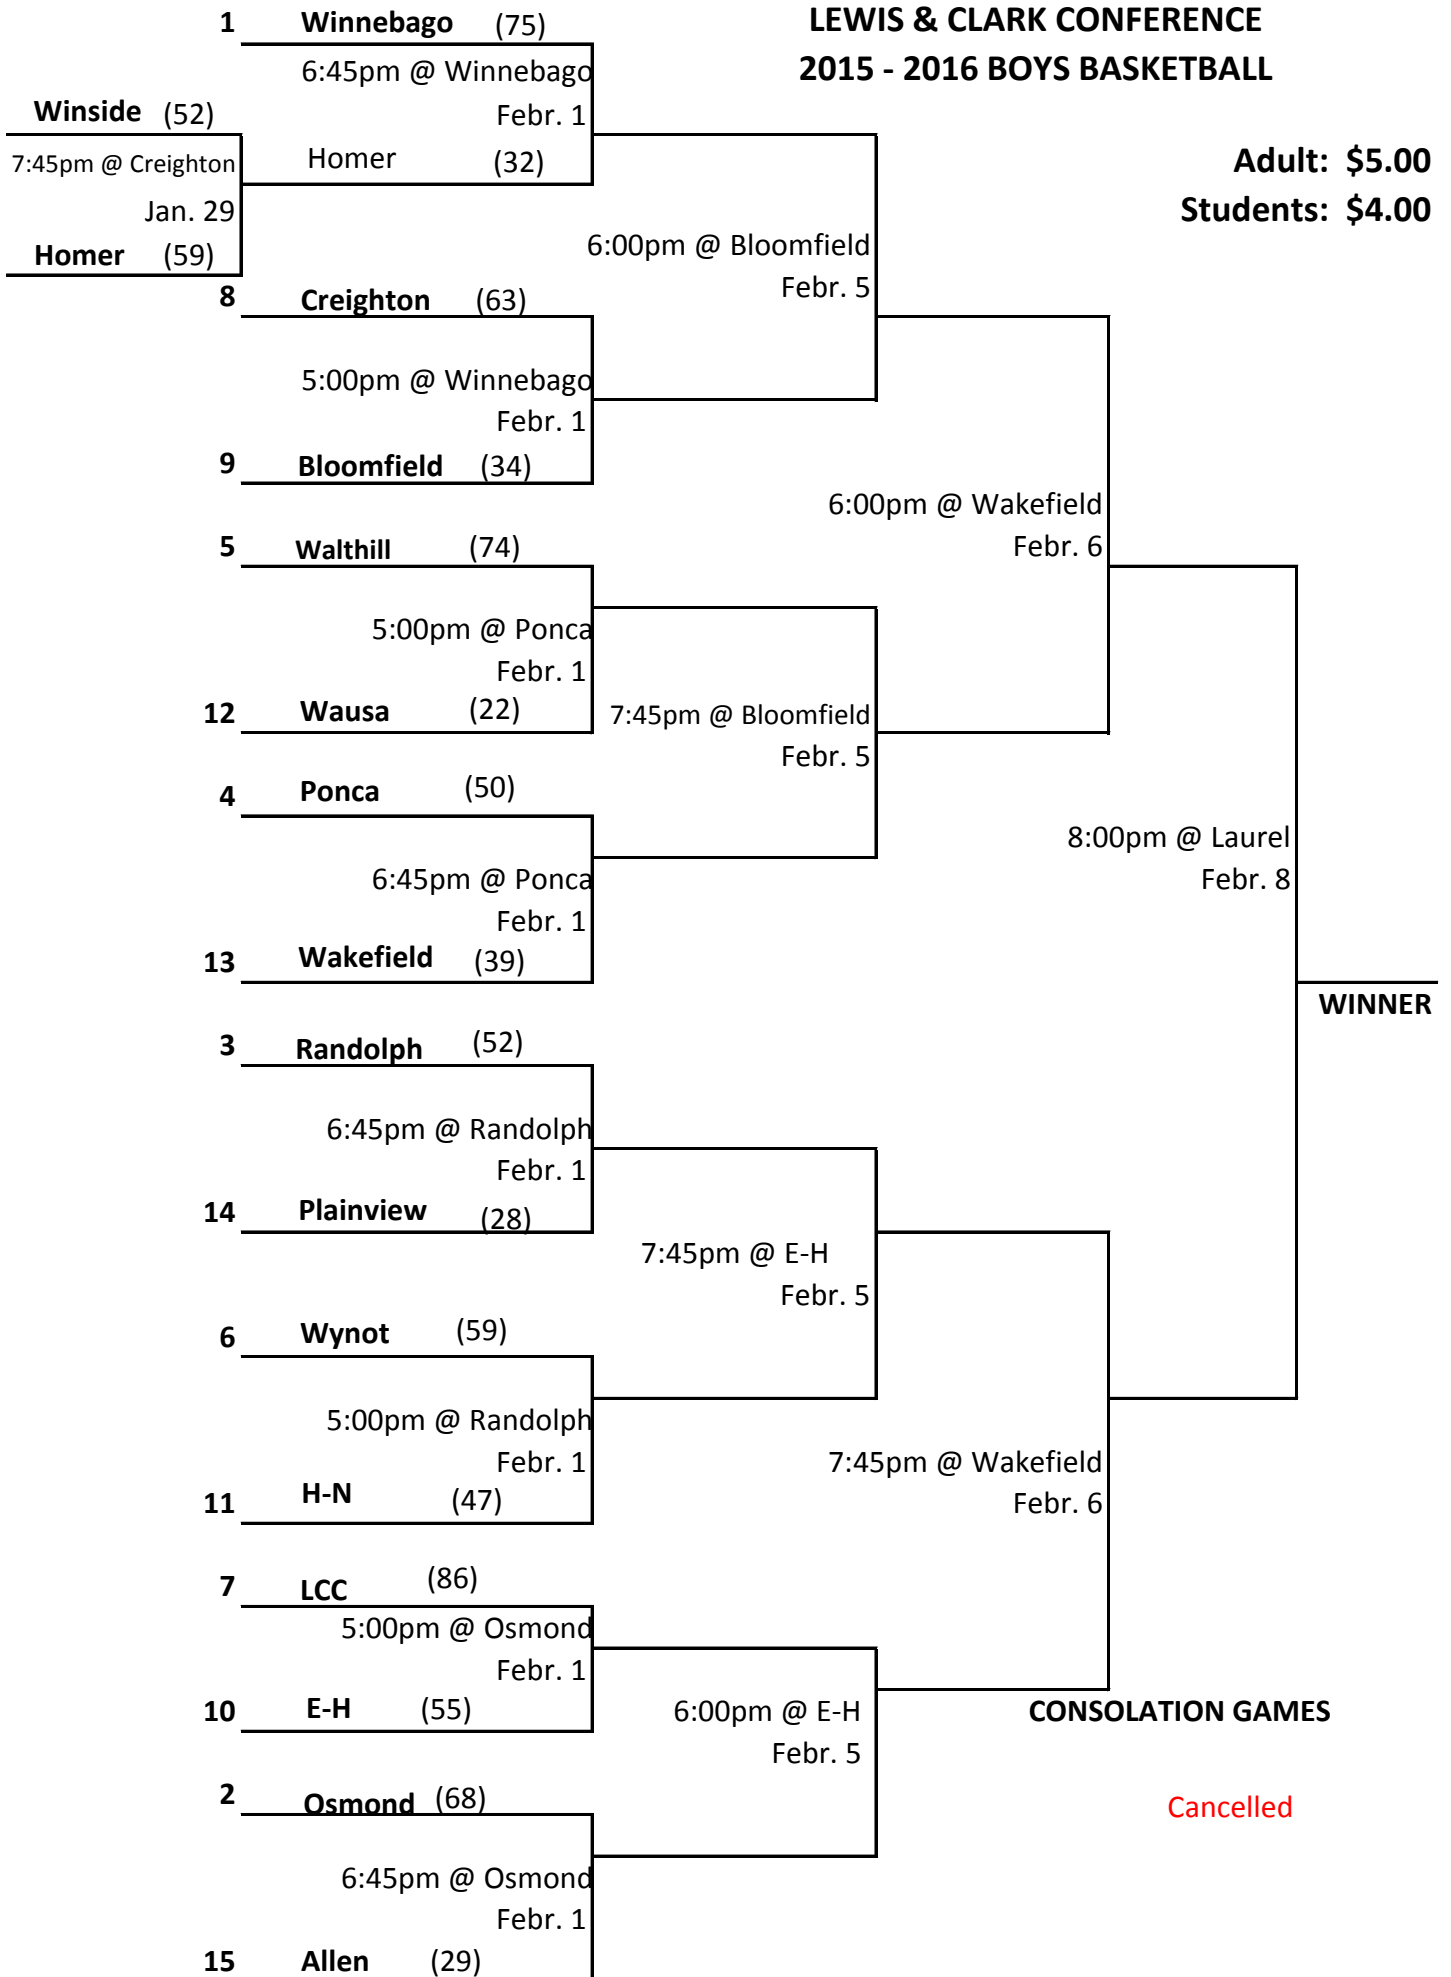 LEWIS & CLARK CONFERENCE
2015 - 2016 BOYS BASKETBALL
Adult: $5.00
Students: $4.00
1 Winnebago (75)
6:45pm @ Winnebago
Febr. 1
Winside (52)
7:45pm @ Creighton
Jan. 29
Homer (59)
Homer (32)
6:00pm @ Bloomfield
Febr. 5
8 Creighton (63)
5:00pm @ Winnebago
Febr. 1
9 Bloomfield (34)
6:00pm @ Wakefield
Febr. 6
5 Walthill (74)
5:00pm @ Ponca
Febr. 1
12 Wausa (22)
7:45pm @ Bloomfield
Febr. 5
4 Ponca (50)
6:45pm @ Ponca
Febr. 1
13 Wakefield (39)
8:00pm @ Laurel
Febr. 8
WINNER
3 Randolph (52)
6:45pm @ Randolph
Febr. 1
14 Plainview (28)
7:45pm @ E-H
Febr. 5
6 Wynot (59)
5:00pm @ Randolph
Febr. 1
11 H-N (47)
7:45pm @ Wakefield
Febr. 6
7 LCC (86)
5:00pm @ Osmond
Febr. 1
10 E-H (55)
6:00pm @ E-H
Febr. 5
CONSOLATION GAMES
Cancelled
2 Osmond (68)
6:45pm @ Osmond
Febr. 1
15 Allen (29)